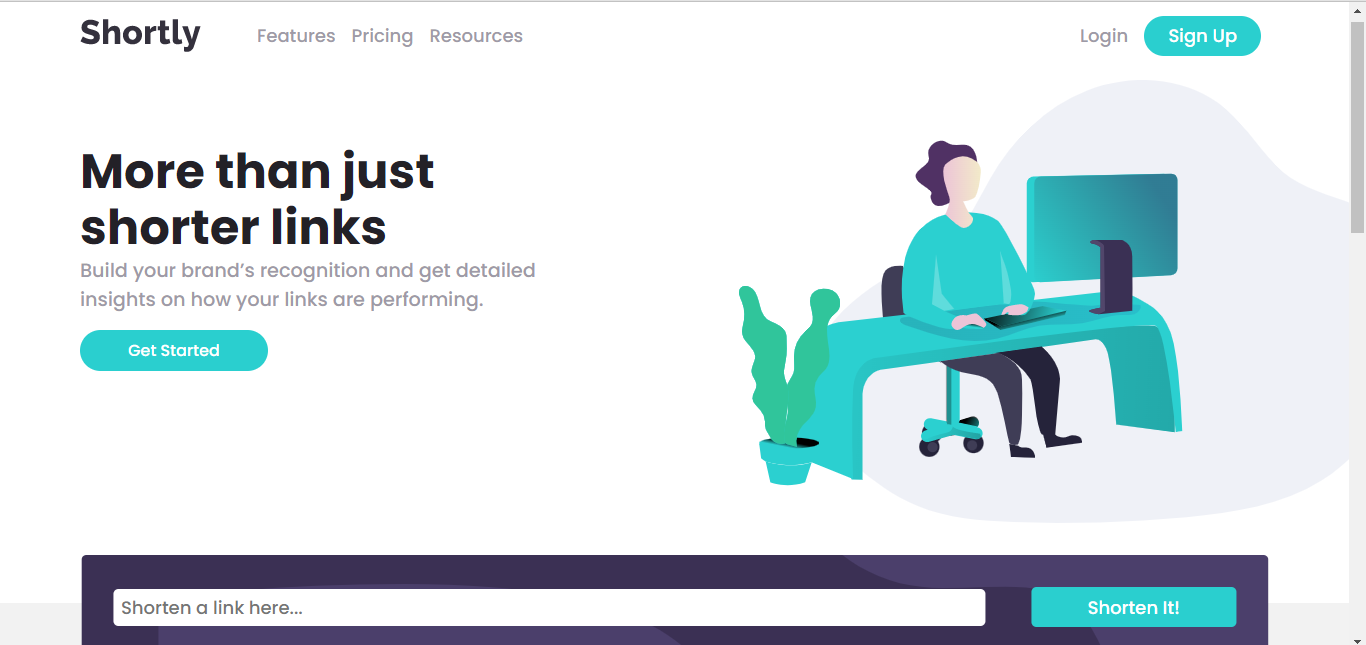 Shortly
Features Pricing Resources
Login Sign Up
More than just
shorter links
Build your brand’s recognition and get detailed
insights on how your links are performing.
Get Started
Shorten a link here...
Shorten It!